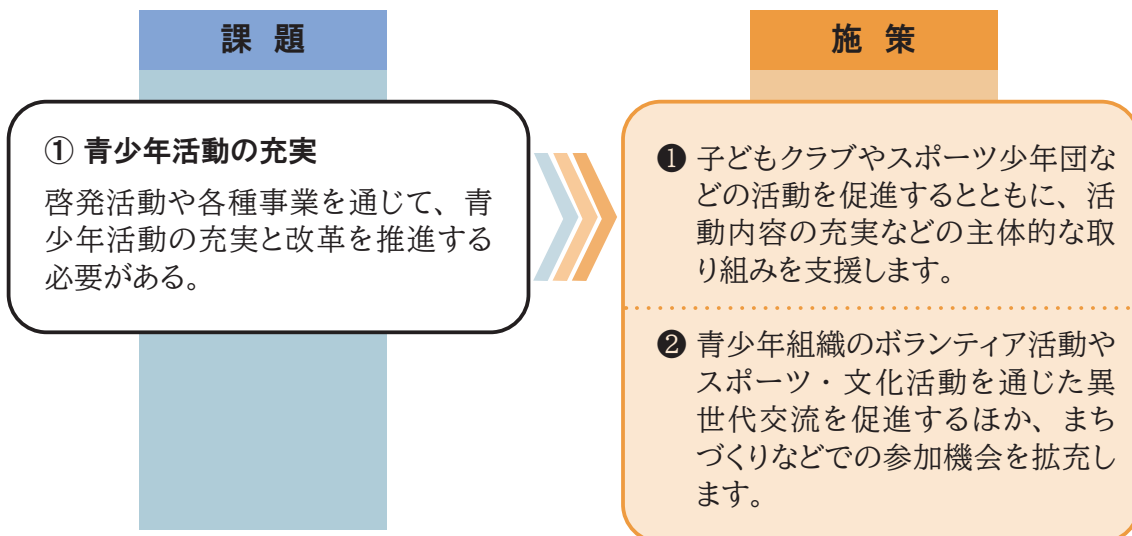 課 題
① 青少年活動の充実
啓発活動や各種事業を通じて、青
少年活動の充実と改革を推進する
必要がある。
施 策
❶ 子どもクラブやスポーツ少年団な
どの活動を促進するとともに、活
動内容の充実などの主体的な取
り組みを支援します。
❷ 青少年組織のボランティア活動や
スポーツ・文化活動を通じた異
世代交流を促進するほか、まち
づくりなどでの参加機会を拡充し
ます。